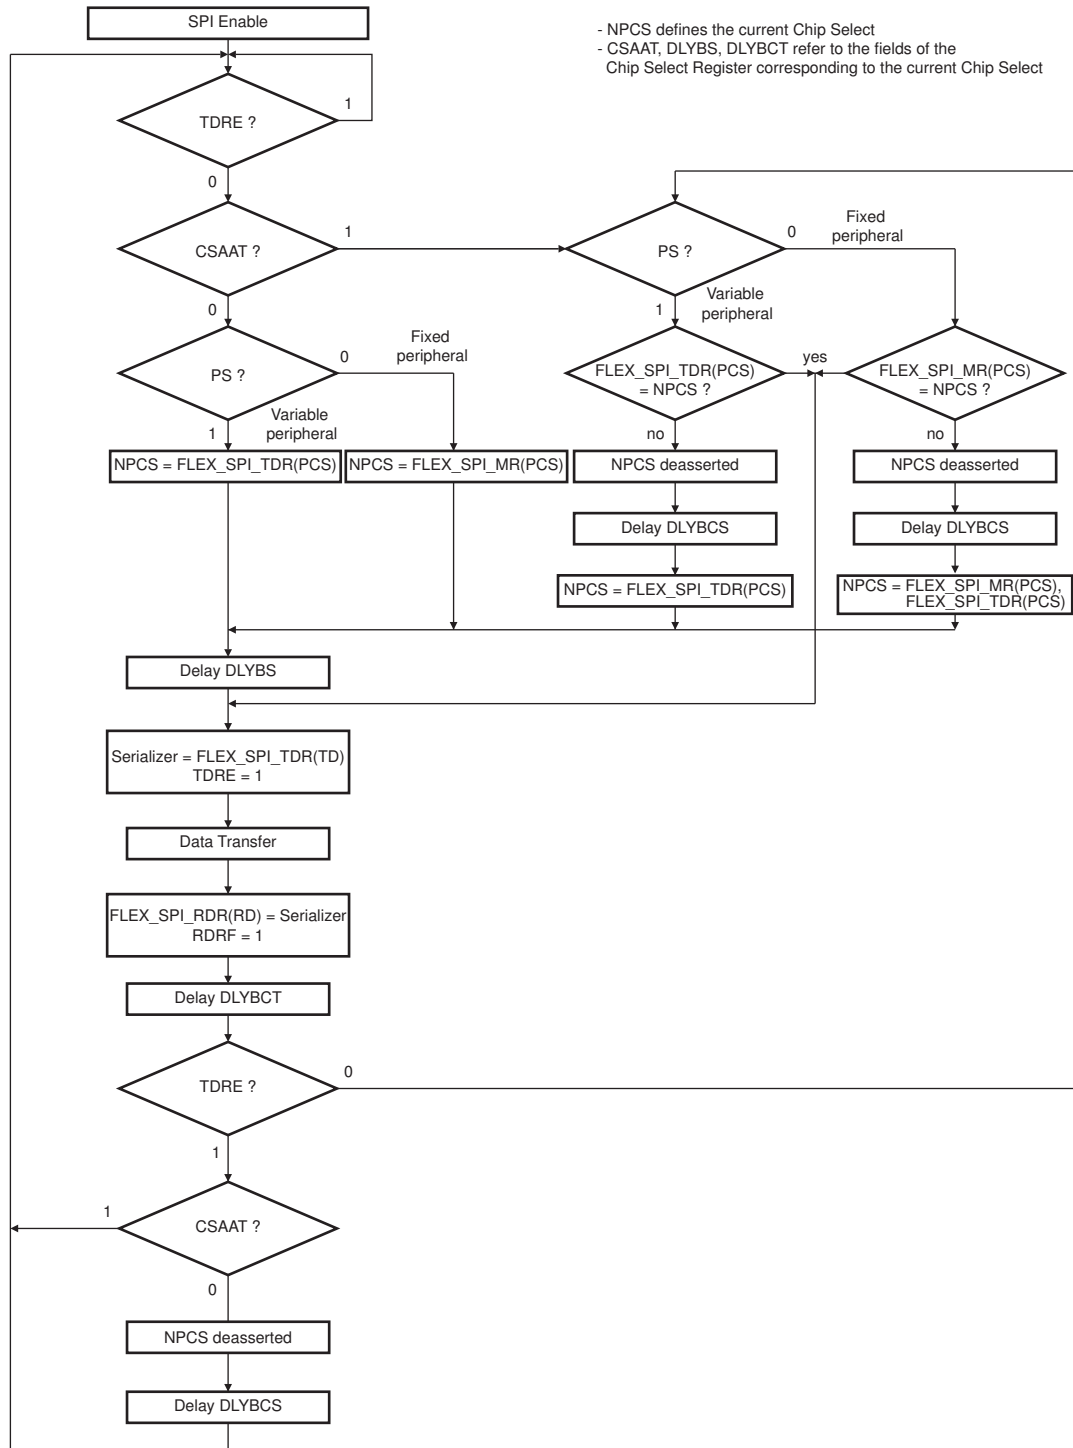 SPI Enable
- NPCS defines the current Chip Select
- CSAAT, DLYBS, DLYBCT refer to the fields of the
Chip Select Register corresponding to the current Chip Select
TDRE ?
1
0
CSAAT ?
1
0
PS ?
0
Fixed
peripheral
1
Variable
peripheral
PS ?
0
Fixed
peripheral
1
Variable
peripheral
FLEX_SPI_TDR(PCS)
= NPCS ?
yes
FLEX_SPI_MR(PCS)
= NPCS ?
no
no
NPCS = FLEX_SPI_TDR(PCS)
NPCS = FLEX_SPI_MR(PCS)
NPCS deasserted
NPCS deasserted
Delay DLYBCS
Delay DLYBCS
NPCS = FLEX_SPI_TDR(PCS)
NPCS = FLEX_SPI_MR(PCS),
FLEX_SPI_TDR(PCS)
Delay DLYBS
Serializer = FLEX_SPI_TDR(TD)
TDRE = 1
Data Transfer
FLEX_SPI_RDR(RD) = Serializer
RDRF = 1
Delay DLYBCT
TDRE ?
0
1
CSAAT ?
1
0
NPCS deasserted
Delay DLYBCS